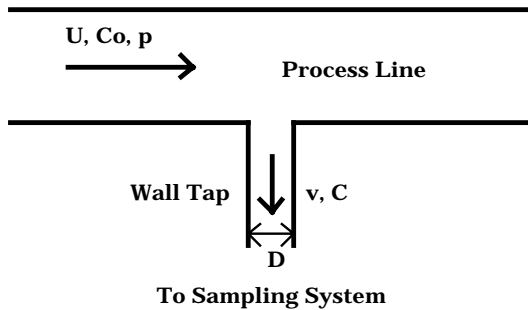 U, Co, p
Process Line
Wall Tap
v, C
D
To Sampling System